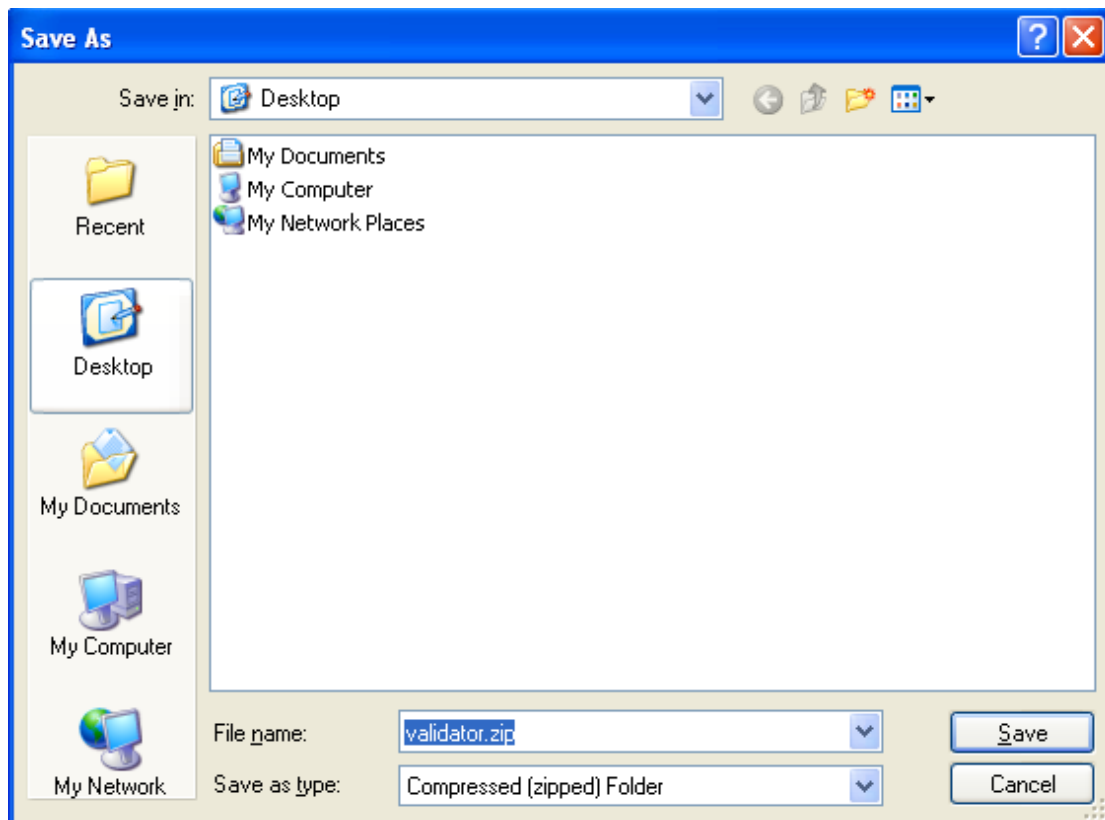 Save As
Save in: Desktop
My Documents
My Computer
My Network Places
Recent
Desktop
My Documents
My Computer
My Network
File name: validator.zip Save
Save as type: Compressed (zipped) Folder Cancel